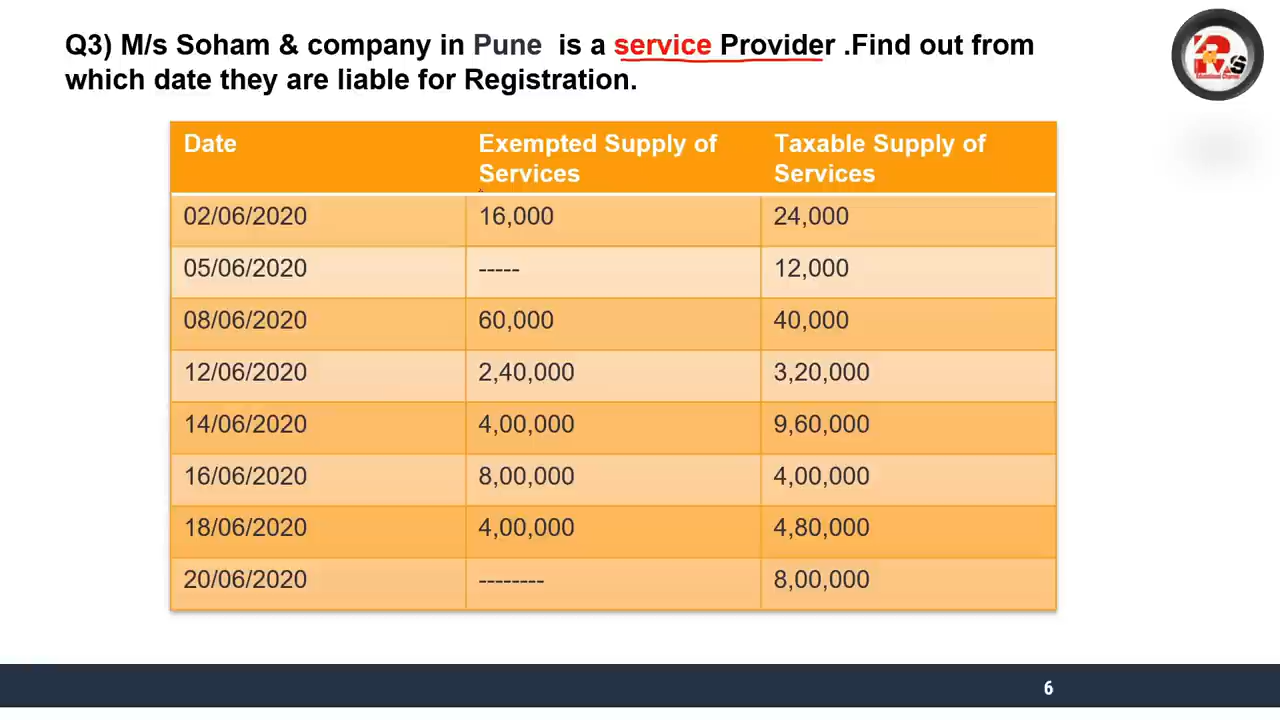 Q3) M/s Soham & company in Pune is a service Provider .Find out from
which date they are liable for Registration.
Date Exempted Supply of Services Taxable Supply of Services
02/06/2020 16,000 24,000
05/06/2020 ----- 12,000
08/06/2020 60,000 40,000
12/06/2020 2,40,000 3,20,000
14/06/2020 4,00,000 9,60,000
16/06/2020 8,00,000 4,00,000
18/06/2020 4,00,000 4,80,000
20/06/2020 -------- 8,00,000
6